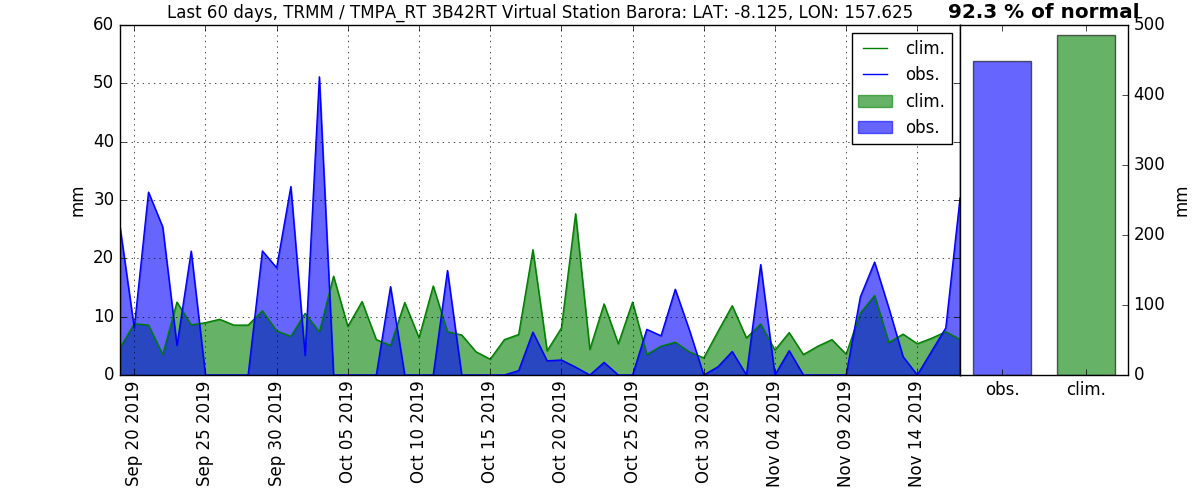 Last 60 days, TRMM / TMPA_RT 3B42RT Virtual Station Barora: LAT: -8.125, LON: 157.625
92.3 % of normal
60
50
40
30
20
10
0
mm
clim.
obs.
clim.
obs.
500
400
300
200
100
0
mm
Sep 20 2019
Sep 25 2019
Sep 30 2019
Oct 05 2019
Oct 10 2019
Oct 15 2019
Oct 20 2019
Oct 25 2019
Oct 30 2019
Nov 04 2019
Nov 09 2019
Nov 14 2019
obs.
clim.